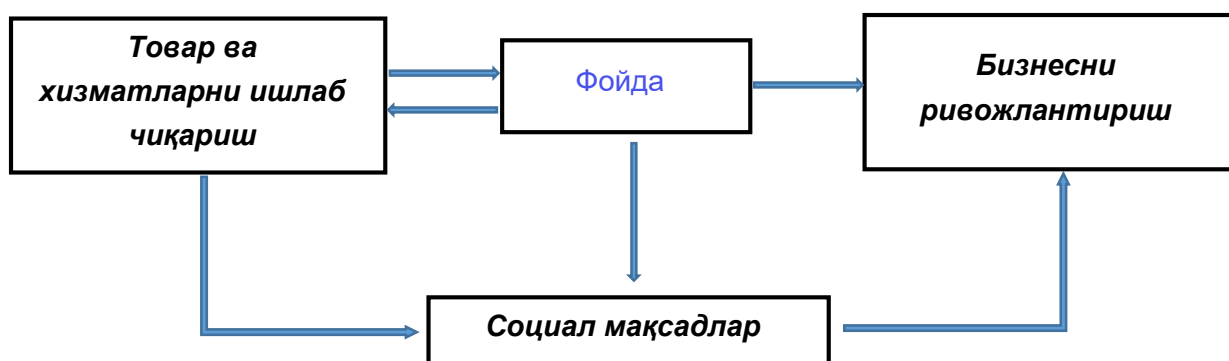 Товар ва
хизматларни ишлаб
чиқариш
Фойда
Бизнесни
ривожлантириш
Социал мақсадлар